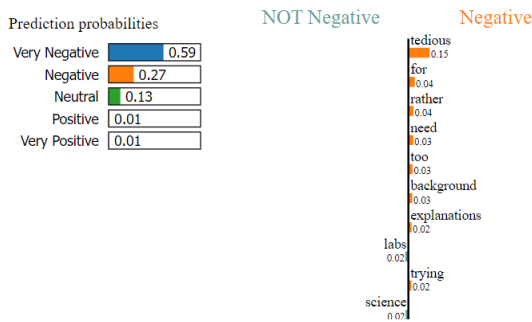 Prediction probabilities
Very Negative 0.59
Negative 0.27
Neutral 0.13
Positive 0.01
Very Positive 0.01
NOT Negative Negative
tedious
0.15
for
0.04
rather
0.04
need
0.03
too
0.03
background
0.03
explanations
0.02
labs
0.02
trying
0.02
science
0.02